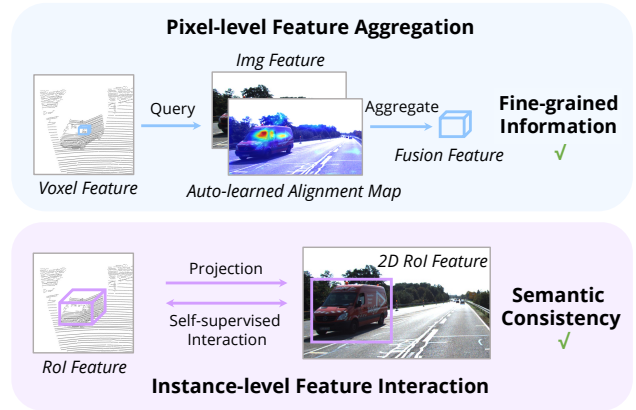 Pixel-level Feature Aggregation
Img Feature
Query
Aggregate
Fine-grained
Information
√
Voxel Feature
Auto-learned Alignment Map
Fusion Feature
Projection
2D RoI Feature
Self-supervised
Interaction
Semantic
Consistency
√
RoI Feature
Instance-level Feature Interaction